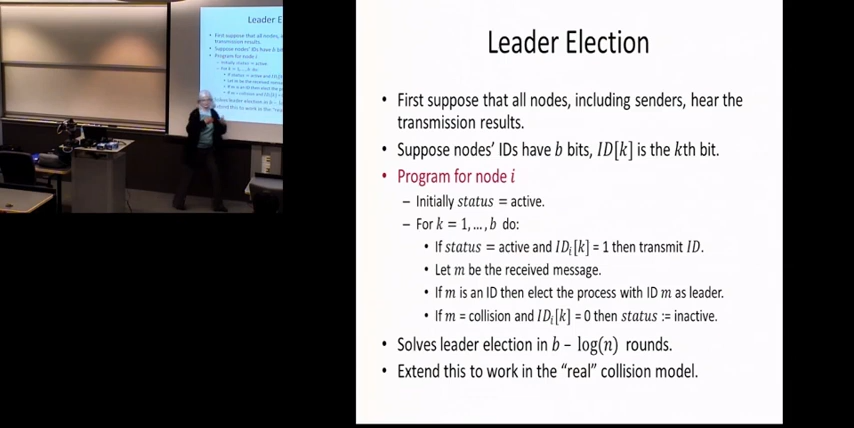 Leader Election
• First suppose that all nodes, including senders, hear the
transmission results.
• Suppose nodes' IDs have b bits, ID[k] is the kth bit.
• Program for node i
– Initially status = active.
– For k = 1, ..., b do:
• If status = active and IDᵢ[k] = 1 then transmit ID.
• Let m be the received message.
• If m is an ID then elect the process with ID m as leader.
• If m = collision and IDᵢ[k] = 0 then status := inactive.
• Solves leader election in b – log(n) rounds.
• Extend this to work in the "real" collision model.